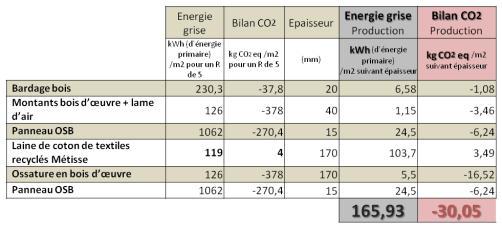 Energie grise Bilan CO2 Epaisseur Energie grise Production Bilan CO2 Production
kWh (d'énergie primaire) /m2 pour un R de 5 kg CO2 eq /m2 pour un R de 5 (mm) kWh (d'énergie primaire) /m2 suivant épaisseur kg CO2 eq /m2 suivant épaisseur
Bardage bois 230,3 -37,8 20 6,58 -1,08
Montants bois d'œuvre + lame d'air 126 -378 40 1,15 -3,46
Panneau OSB 1062 -270,4 15 24,5 -6,24
Laine de coton de textiles recyclés Métisse 119 4 170 103,7 3,49
Ossature en bois d'œuvre 126 -378 170 5,5 -16,52
Panneau OSB 1062 -270,4 15 24,5 -6,24
165,93 -30,05